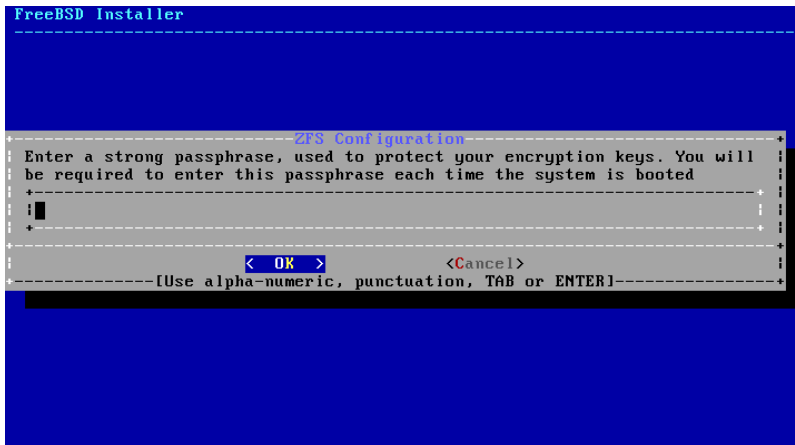 FreeBSD Installer
ZFS Configuration
Enter a strong passphrase, used to protect your encryption keys. You will
be required to enter this passphrase each time the system is booted
< OK > <Cancel>
[Use alpha-numeric, punctuation, TAB or ENTER]